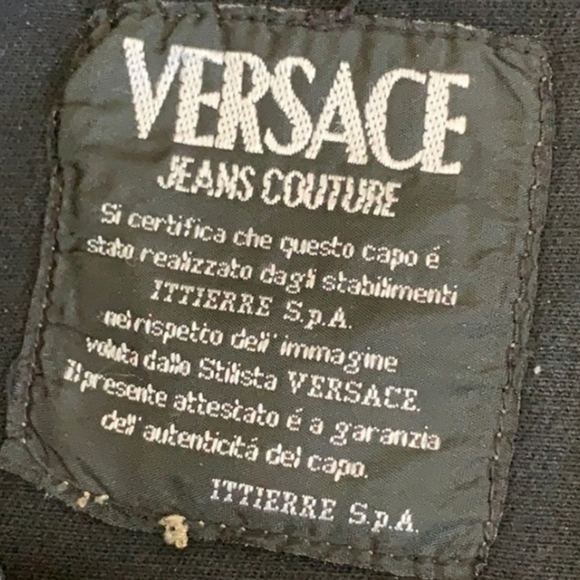 VERSACE
JEANS COUTURE
Si certifica che questo capo é
stato realizzato dagli stabilimenti
ITTIERRE S.p.A.
nel rispetto dell' immagine
voluta dallo Stilista VERSACE.
Il presente attestato é a garanzia
dell' autenticitá del capo.
ITTIERRE S.p.A.